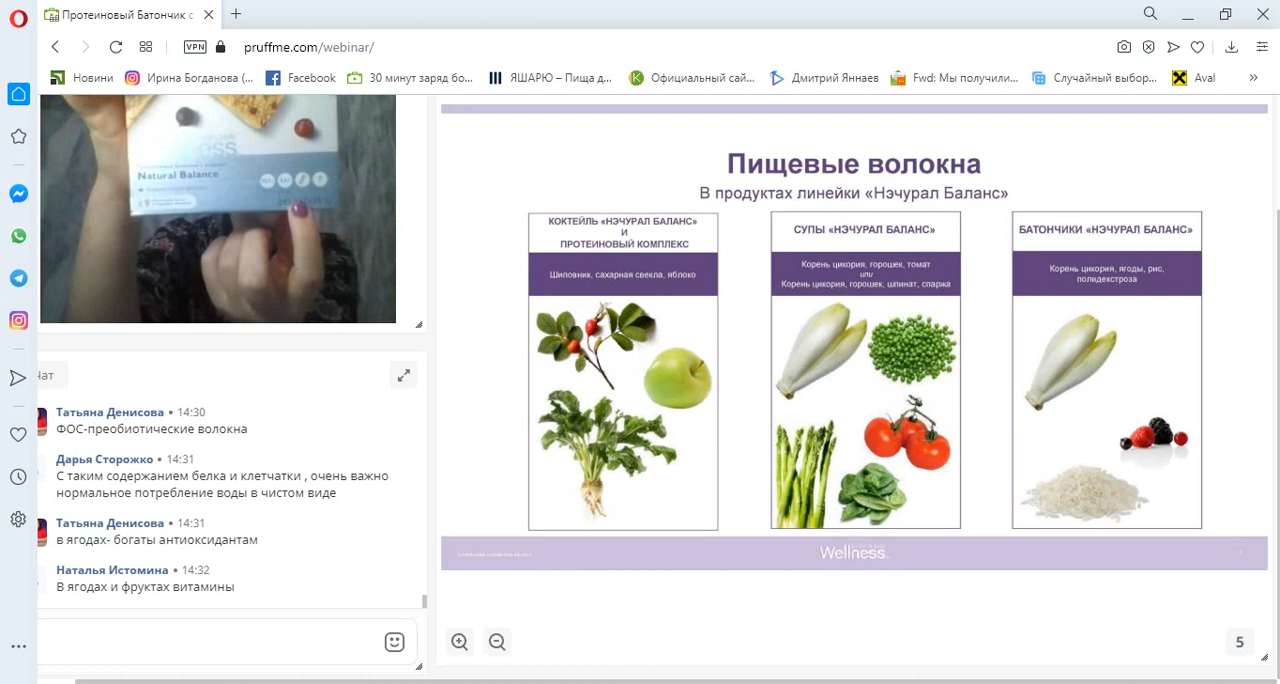 Протеиновый Батончик с
pruffme.com/webinar/
VPN
Новини
Ирина Богданова (...
Facebook
30 минут заряд бо...
ЯШАРЮ – Пища д...
Официальный сай...
Дмитрий Яннаев
Fwd: Мы получили...
Случайный выбор...
Aval
ess
Natural Balance
Чат
Татьяна Денисова • 14:30
ФОС-преобиотические волокна
Дарья Сторожко • 14:31
С таким содержанием белка и клетчатки , очень важно
нормальное потребление воды в чистом виде
Татьяна Денисова • 14:31
в ягодах- богаты антиоксидантам
Наталья Истомина • 14:32
В ягодах и фруктах витамины
Пищевые волокна
В продуктах линейки «Нэчурал Баланс»
КОКТЕЙЛЬ «НЭЧУРАЛ БАЛАНС»
И
ПРОТЕИНОВЫЙ КОМПЛЕКС
Шиповник, сахарная свекла, яблоко
СУПЫ «НЭЧУРАЛ БАЛАНС»
Корень цикория, горошек, томат
или
Корень цикория, горошек, шпинат, спаржа
БАТОНЧИКИ «НЭЧУРАЛ БАЛАНС»
Корень цикория, ягоды, рис,
полидекстроза
Wellness
5